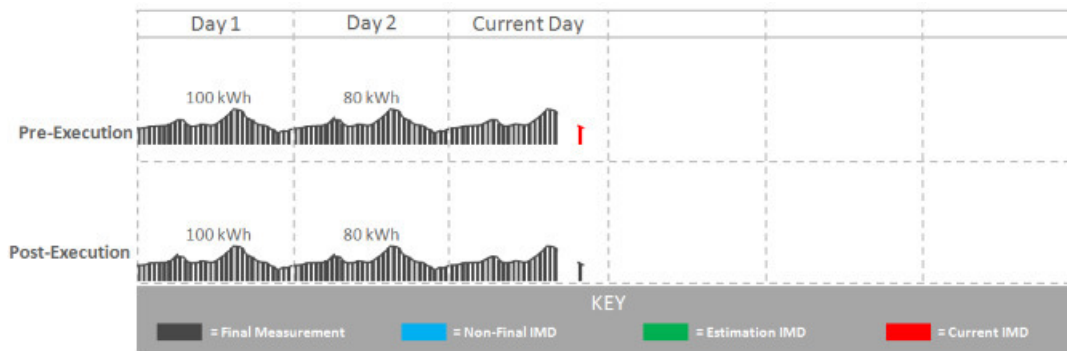 Day 1 Day 2 Current Day
100 kWh 80 kWh
Pre-Execution
100 kWh 80 kWh
Post-Execution
KEY
= Final Measurement = Non-Final IMD = Estimation IMD = Current IMD